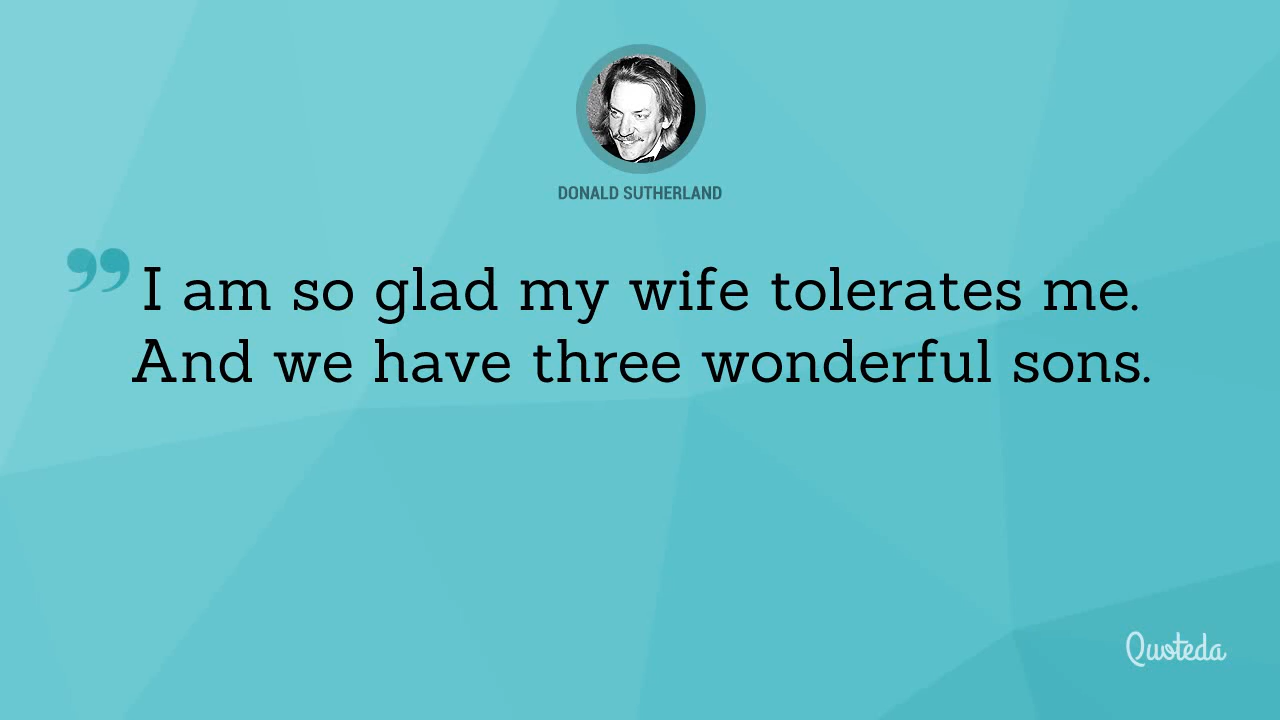 DONALD SUTHERLAND
” I am so glad my wife tolerates me.
And we have three wonderful sons.
Quoteda